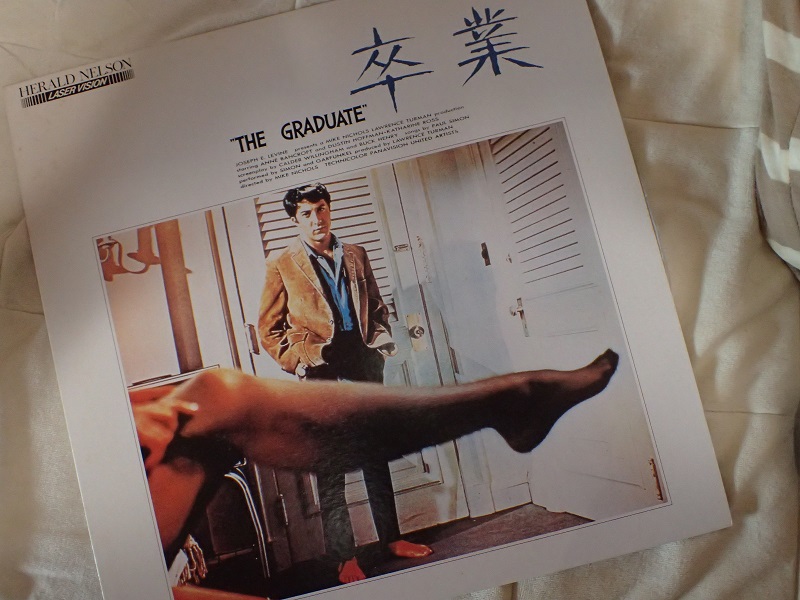 HERALD NELSON
LASER VISION
卒業
"THE GRADUATE"
JOSEPH E. LEVINE presents a MIKE NICHOLS LAWRENCE TURMAN production
starring ANNE BANCROFT and DUSTIN HOFFMAN·KATHARINE ROSS
screenplay by CALDER WILLINGHAM and BUCK HENRY songs by PAUL SIMON
performed by SIMON and GARFUNKEL produced by LAWRENCE TURMAN
directed by MIKE NICHOLS TECHNICOLOR PANAVISION UNITED ARTISTS